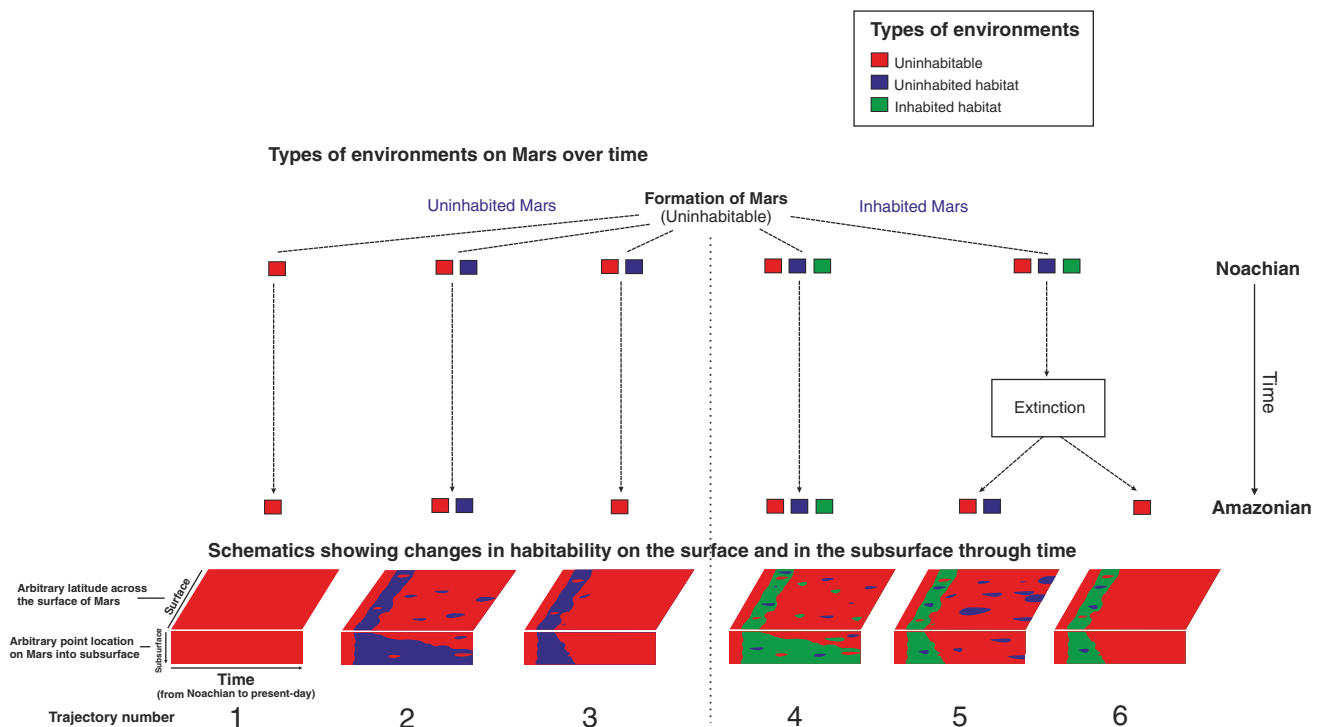 Types of environments
Uninhabitable
Uninhabited habitat
Inhabited habitat
Types of environments on Mars over time
Formation of Mars
(Uninhabitable)
Uninhabited Mars
Inhabited Mars
Noachian
Time
Extinction
Amazonian
Schematics showing changes in habitability on the surface and in the subsurface through time
Arbitrary latitude across
the surface of Mars
Surface
Arbitrary point location
on Mars into subsurface
Subsurface
Time
(from Noachian to present-day)
Trajectory number
1
2
3
4
5
6